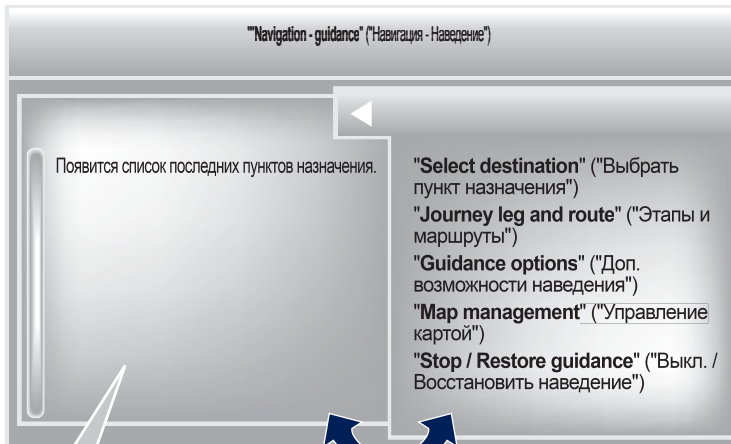 ""Navigation - guidance" ("Навигация - Наведение")
Появится список последних пунктов назначения.
"Select destination" ("Выбрать
пункт назначения")
"Journey leg and route" ("Этапы и
маршруты")
"Guidance options" ("Доп.
возможности наведения")
"Map management" ("Управление
картой")
"Stop / Restore guidance" ("Выкл. /
Восстановить наведение")